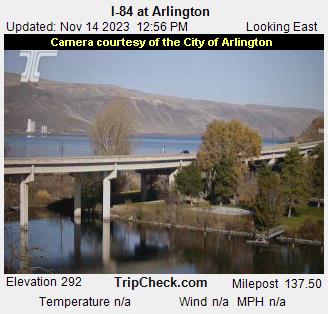 I-84 at Arlington
Updated: Nov 14 2023 12:56 PM Looking East
Camera courtesy of the City of Arlington
Elevation 292 TripCheck.com Milepost 137.50
Temperature n/a Wind n/a MPH n/a